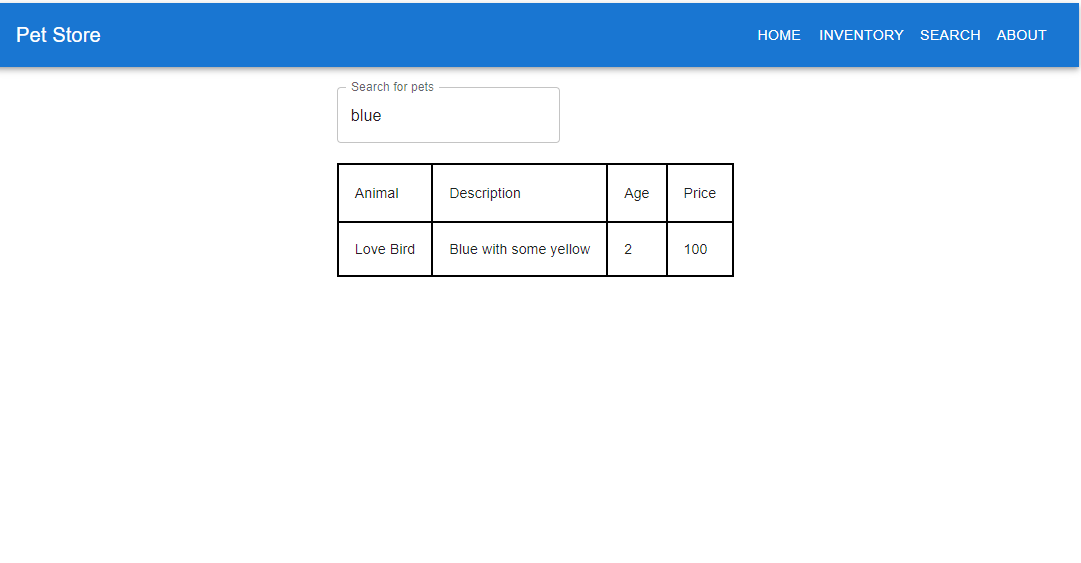 Pet Store HOME INVENTORY SEARCH ABOUT
Search for pets
blue
Animal Description Age Price
Love Bird Blue with some yellow 2 100